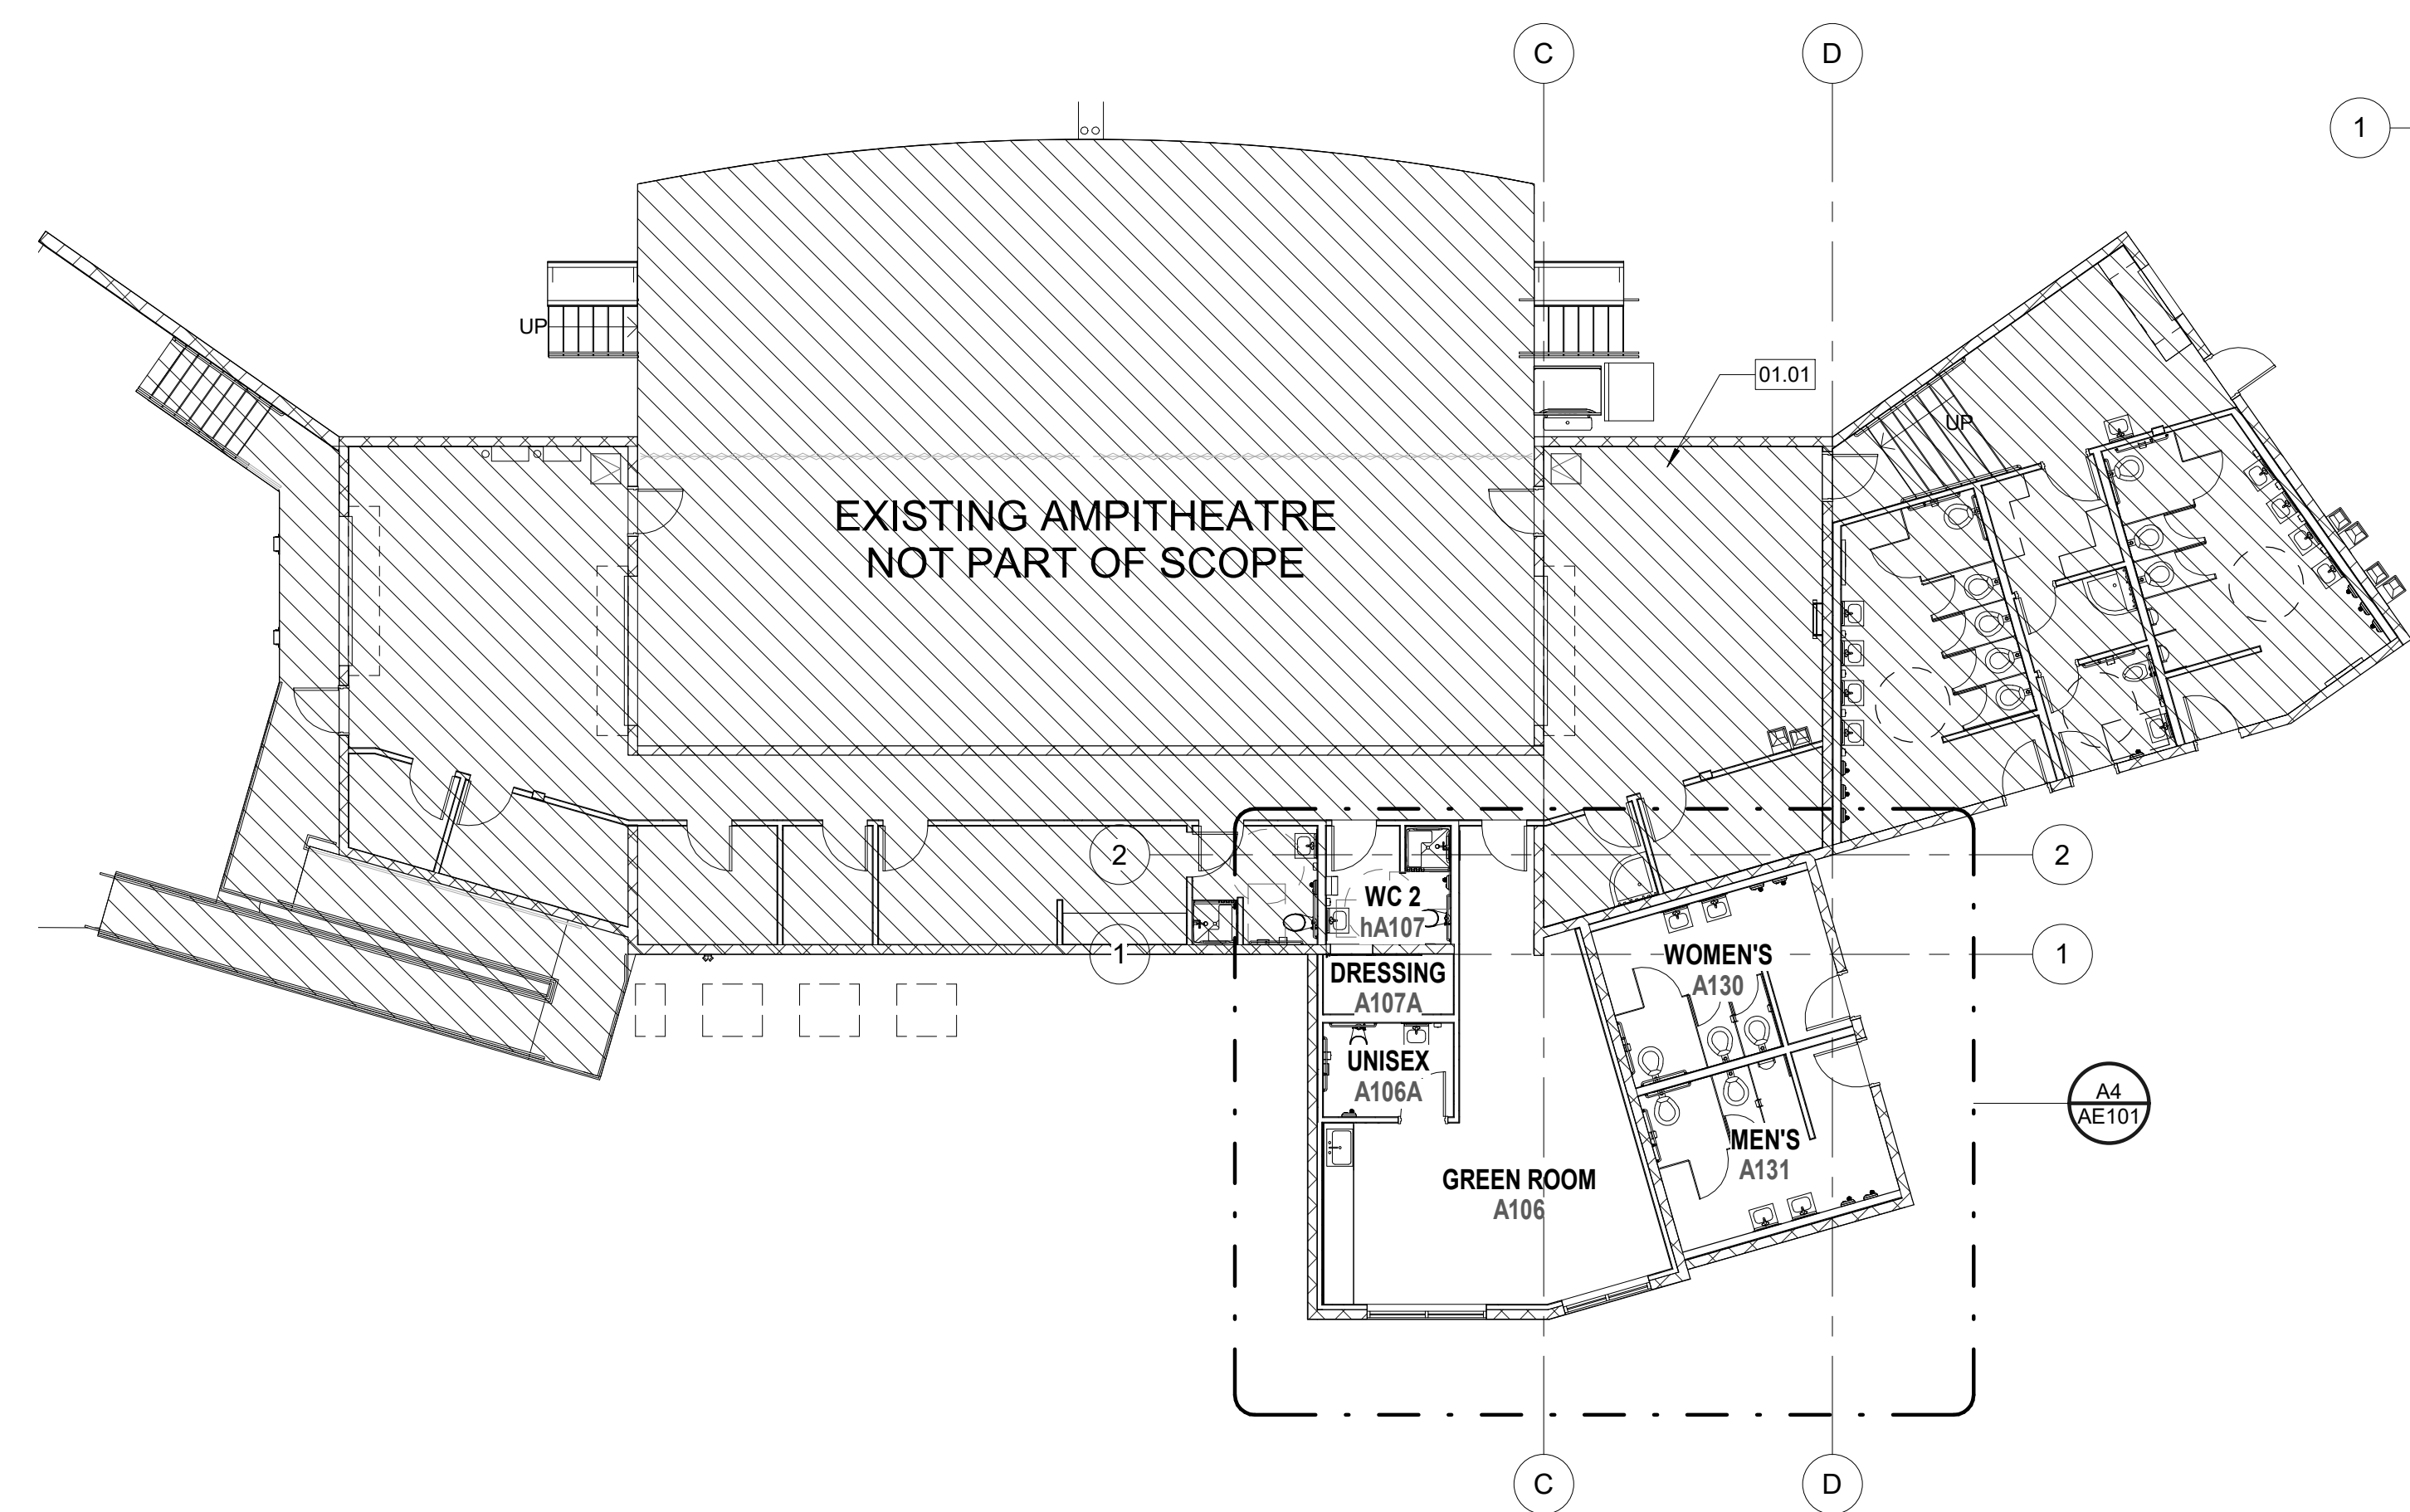 C
D
1
UP
01.01
UP
EXISTING AMPITHEATRE
NOT PART OF SCOPE
2
2
WC 2
hA107
1
WOMEN'S
A130
1
DRESSING
A107A
UNISEX
A106A
A4
AE101
MEN'S
A131
GREEN ROOM
A106
C
D